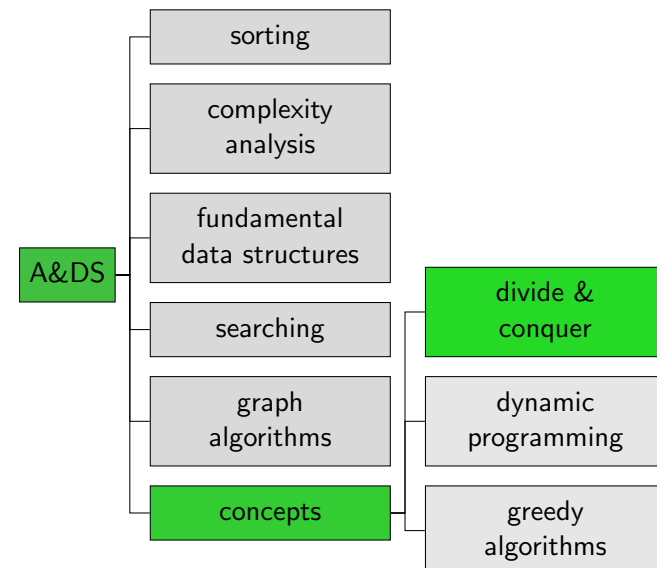 sorting
complexity
analysis
fundamental
data structures
A&DS
searching
graph
algorithms
concepts
divide &
conquer
dynamic
programming
greedy
algorithms